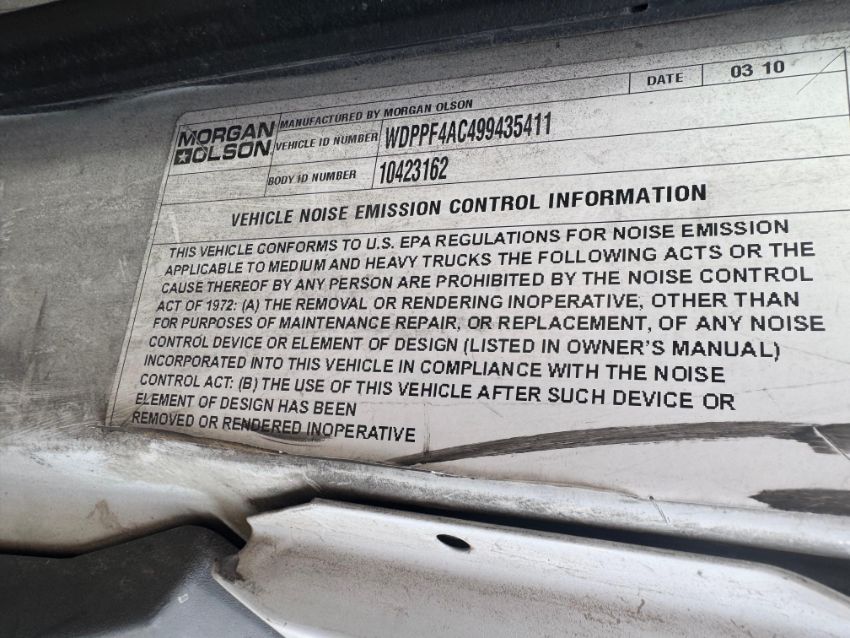 DATE 03 10
MORGAN OLSON
MANUFACTURED BY MORGAN OLSON
VEHICLE ID NUMBER WDPPF4AC499435411
BODY ID NUMBER 10423162
VEHICLE NOISE EMISSION CONTROL INFORMATION
THIS VEHICLE CONFORMS TO U.S. EPA REGULATIONS FOR NOISE EMISSION
APPLICABLE TO MEDIUM AND HEAVY TRUCKS THE FOLLOWING ACTS OR THE
CAUSE THEREOF BY ANY PERSON ARE PROHIBITED BY THE NOISE CONTROL
ACT OF 1972: (A) THE REMOVAL OR RENDERING INOPERATIVE, OTHER THAN
FOR PURPOSES OF MAINTENANCE REPAIR, OR REPLACEMENT, OF ANY NOISE
CONTROL DEVICE OR ELEMENT OF DESIGN (LISTED IN OWNER'S MANUAL)
INCORPORATED INTO THIS VEHICLE IN COMPLIANCE WITH THE NOISE
CONTROL ACT: (B) THE USE OF THIS VEHICLE AFTER SUCH DEVICE OR
ELEMENT OF DESIGN HAS BEEN
REMOVED OR RENDERED INOPERATIVE